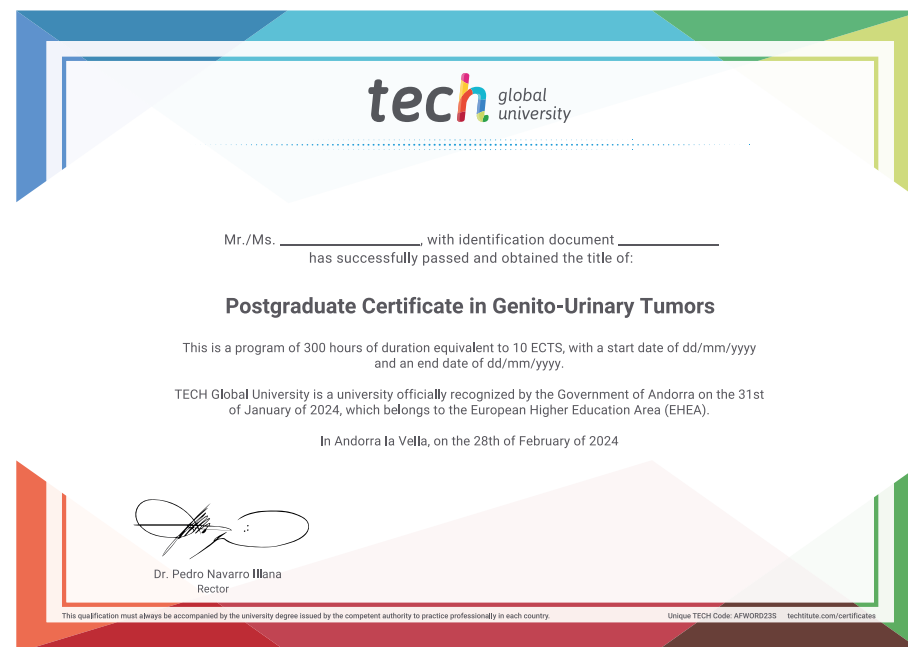 tech global university
Mr./Ms. ____________, with identification document ____________
has successfully passed and obtained the title of:
Postgraduate Certificate in Genito-Urinary Tumors
This is a program of 300 hours of duration equivalent to 10 ECTS, with a start date of dd/mm/yyyy
and an end date of dd/mm/yyyy.
TECH Global University is a university officially recognized by the Government of Andorra on the 31st
of January of 2024, which belongs to the European Higher Education Area (EHEA).
In Andorra la Vella, on the 28th of February of 2024
Dr. Pedro Navarro Illana
Rector
This qualification must always be accompanied by the university degree issued by the competent authority to practice professionally in each country.
Unique TECH Code: AFWORD23S techtitute.com/certificates